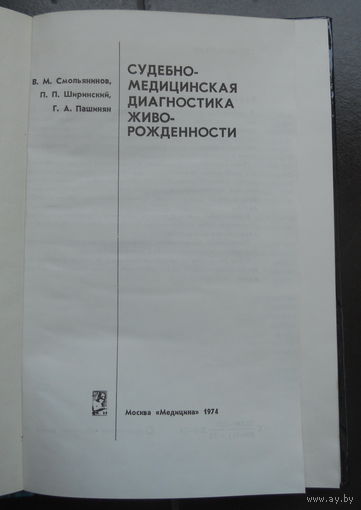 В. М. Смольянинов,
П. П. Ширинский,
Г. А. Пашинян
СУДЕБНО-
МЕДИЦИНСКАЯ
ДИАГНОСТИКА
ЖИВО-
РОЖДЕННОСТИ
Москва «Медицина» 1974
www.ay.by